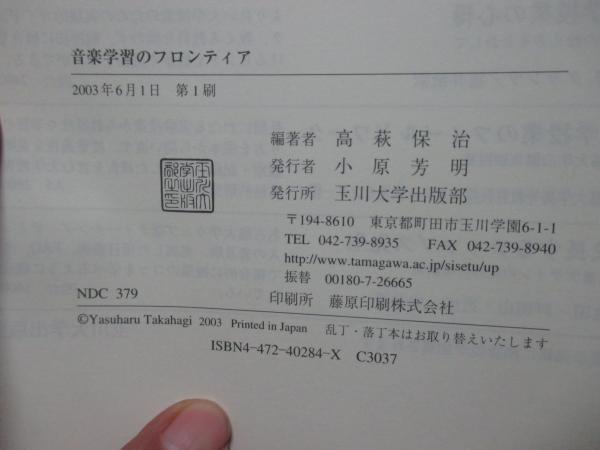 音楽学習のフロンティア
2003年6月1日 第1刷
編著者 高萩保治
発行者 小原芳明
発行所 玉川大学出版部
〒194-8610 東京都町田市玉川学園6-1-1
TEL 042-739-8935 FAX 042-739-8940
http://www.tamagawa.ac.jp/sisetu/up
振替 00180-7-26665
NDC 379
印刷所 藤原印刷株式会社
©Yasuharu Takahagi 2003 Printed in Japan 乱丁・落丁本はお取り替えいたします
ISBN4-472-40284-X C3037